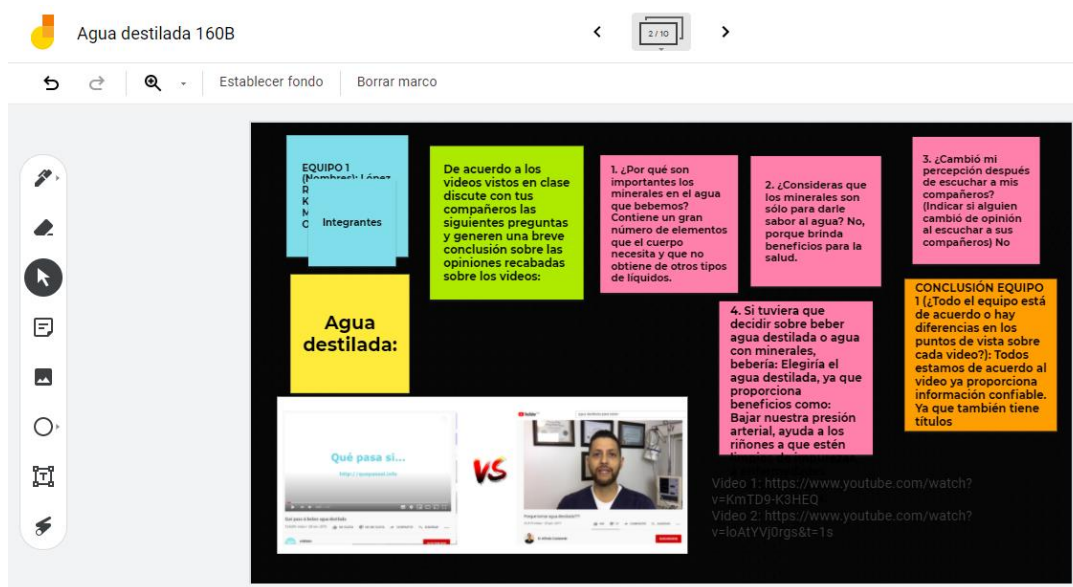 Agua destilada 160B
2 / 10
Establecer fondo
Borrar marco
EQUIPO 1
(Nombres): López
R
K
M
C
Integrantes
De acuerdo a los
videos vistos en clase
discute con tus
compañeros las
siguientes preguntas
y generen una breve
conclusión sobre las
opiniones recabadas
sobre los videos:
1. ¿Por qué son
importantes los
minerales en el agua
que bebemos?
Contiene un gran
número de elementos
que el cuerpo
necesita y que no
obtiene de otros tipos
de líquidos.
2. ¿Consideras que
los minerales son
sólo para darle
sabor al agua? No,
porque brinda
beneficios para la
salud.
3. ¿Cambió mi
percepción después
de escuchar a mis
compañeros?
(Indicar si alguien
cambió de opinión
al escuchar a sus
compañeros) No
Agua
destilada:
4. Si tuviera que
decidir sobre beber
agua destilada o agua
con minerales,
bebería: Elegiría el
agua destilada, ya que
proporciona
beneficios como:
Bajar nuestra presión
arterial, ayuda a los
riñones a que estén
CONCLUSIÓN EQUIPO
1 (¿Todo el equipo está
de acuerdo o hay
diferencias en los
puntos de vista sobre
cada video?): Todos
estamos de acuerdo al
video ya proporciona
información confiable.
Ya que también tiene
títulos
Qué pasa si...
VS
YouTube
Video 1: https://www.youtube.com/watch?
v=KmTD9-K3HEQ
Video 2: https://www.youtube.com/watch?
v=loAtYVj0rgs&t=1s